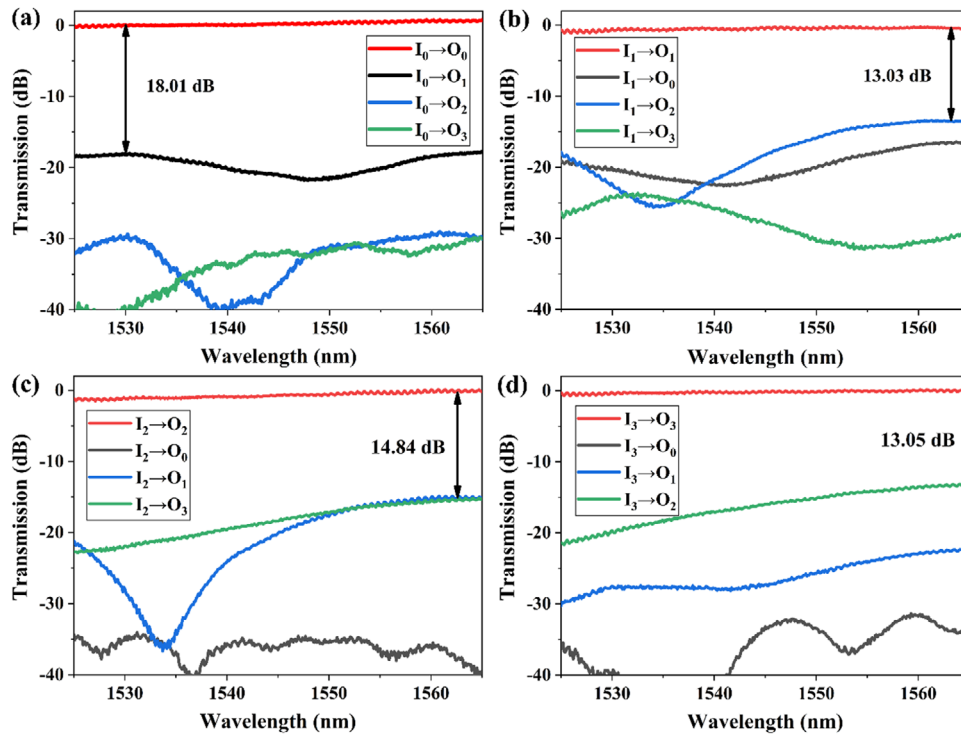 (a)
Transmission (dB)
0
-10
-20
-30
-40
18.01 dB
I₀→O₀
I₀→O₁
I₀→O₂
I₀→O₃
1530
1540
1550
1560
Wavelength (nm)
(b)
Transmission (dB)
0
-10
-20
-30
-40
I₁→O₁
I₁→O₀
I₁→O₂
I₁→O₃
13.03 dB
1530
1540
1550
1560
Wavelength (nm)
(c)
Transmission (dB)
0
-10
-20
-30
-40
I₂→O₂
I₂→O₀
I₂→O₁
I₂→O₃
14.84 dB
1530
1540
1550
1560
Wavelength (nm)
(d)
Transmission (dB)
0
-10
-20
-30
-40
I₃→O₃
I₃→O₀
I₃→O₁
I₃→O₂
13.05 dB
1530
1540
1550
1560
Wavelength (nm)